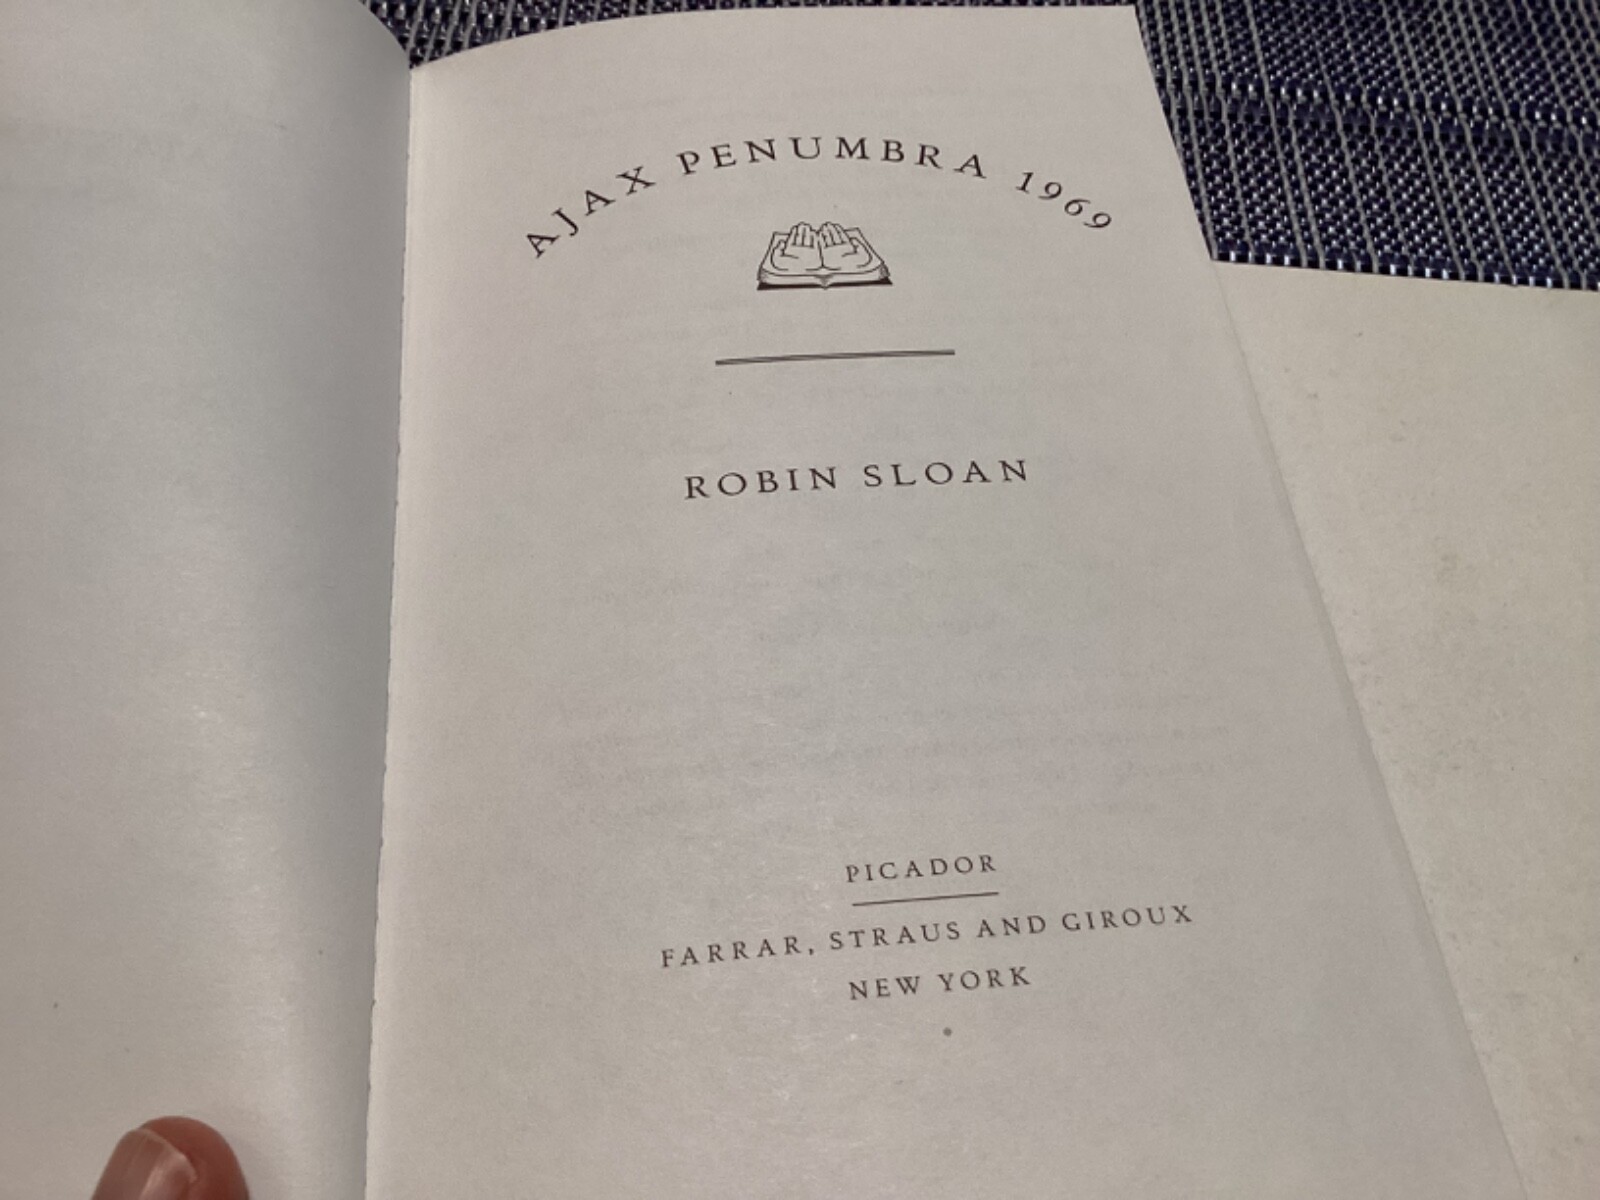 AJAX PENUMBRA 1969
ROBIN SLOAN
PICADOR
FARRAR, STRAUS AND GIROUX
NEW YORK